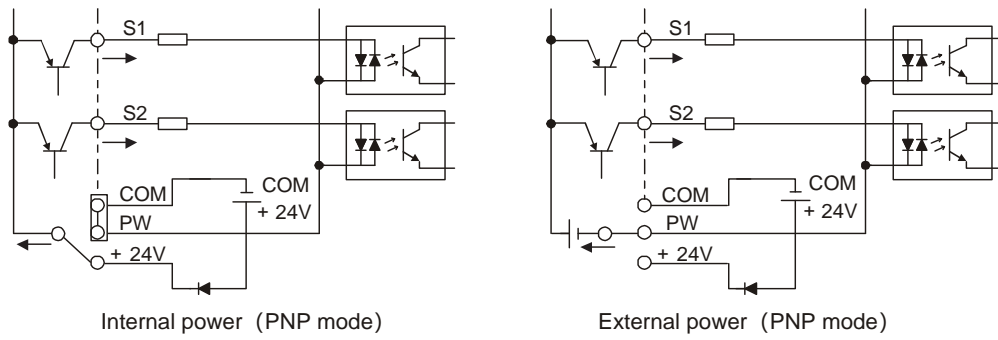 S1
S2
COM
COM
+ 24V
PW
+ 24V
Internal power（PNP mode）
S1
S2
COM
COM
+ 24V
PW
+ 24V
External power（PNP mode）